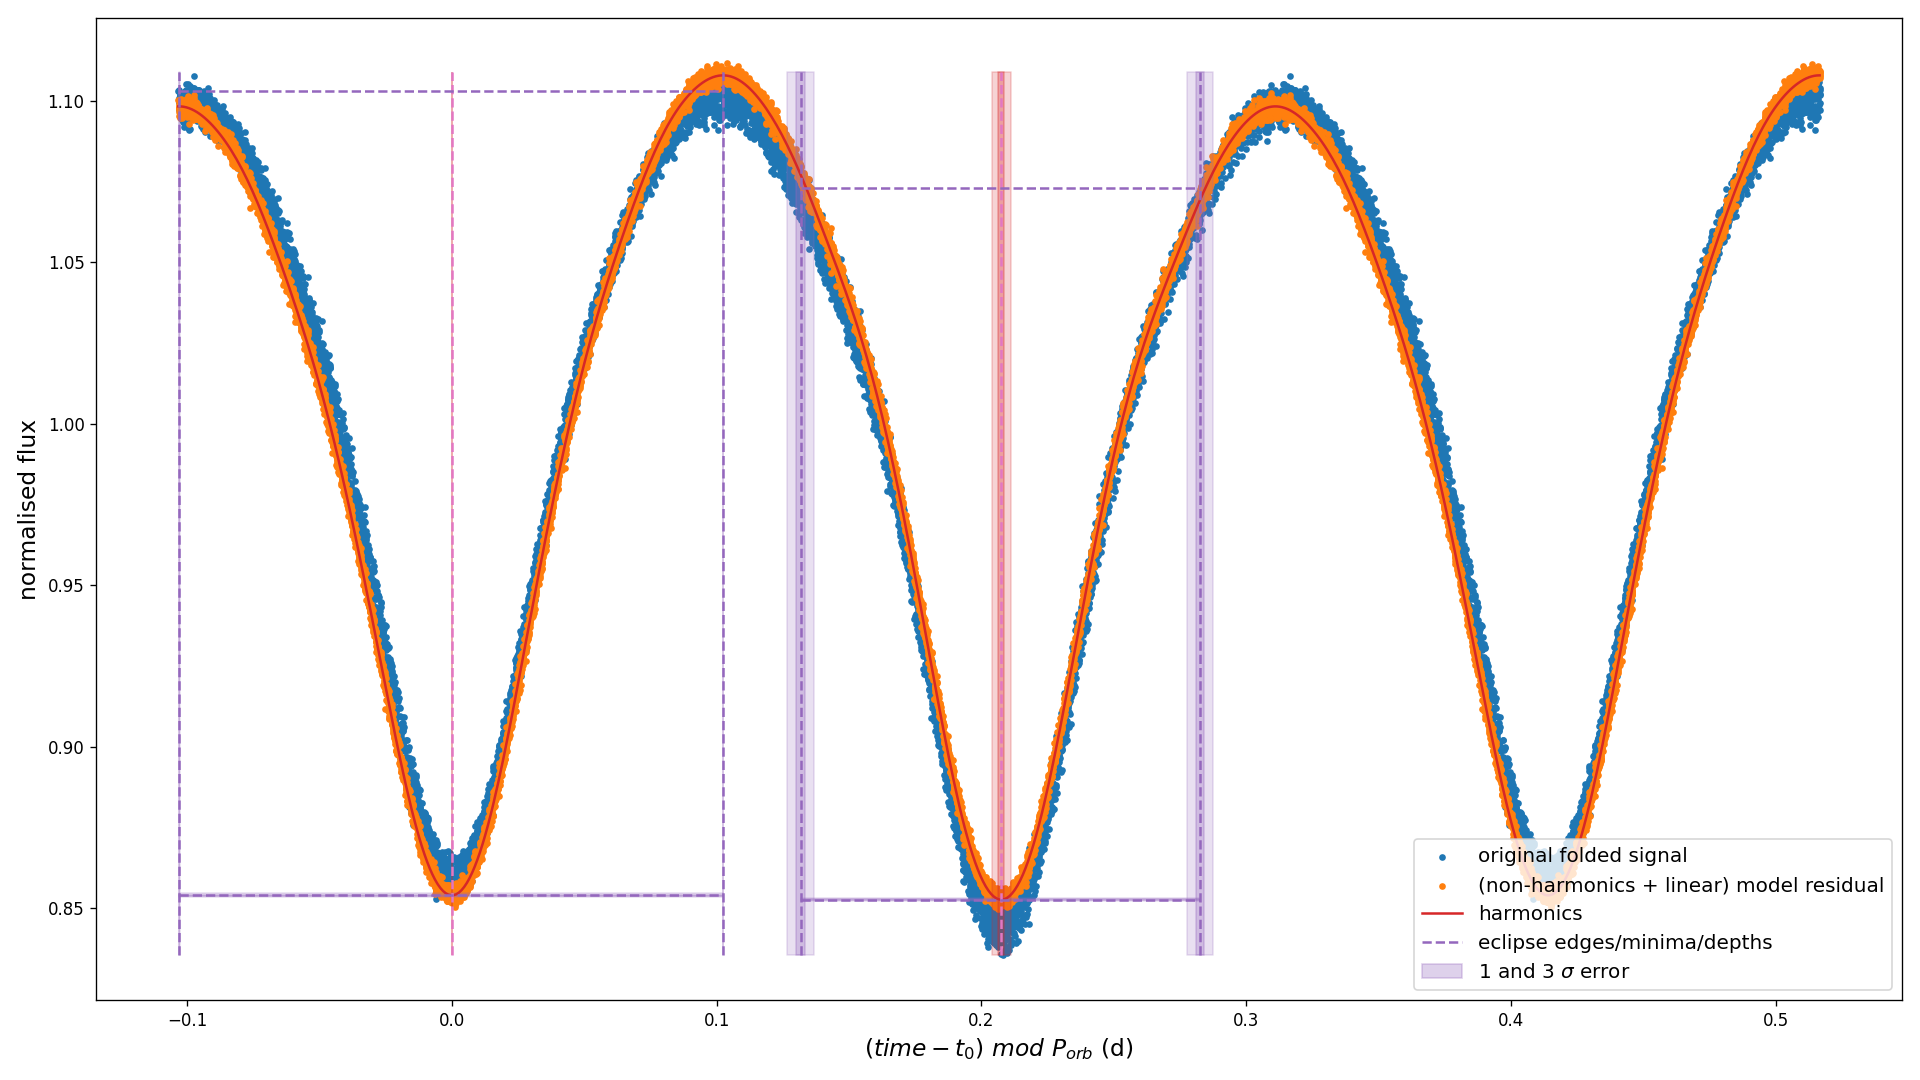 normalised flux
1.10
1.05
1.00
0.95
0.90
0.85
−0.1
0.0
0.1
0.2
0.3
0.4
0.5
(time − t₀) mod P_orb (d)
original folded signal
(non-harmonics + linear) model residual
harmonics
eclipse edges/minima/depths
1 and 3 σ error